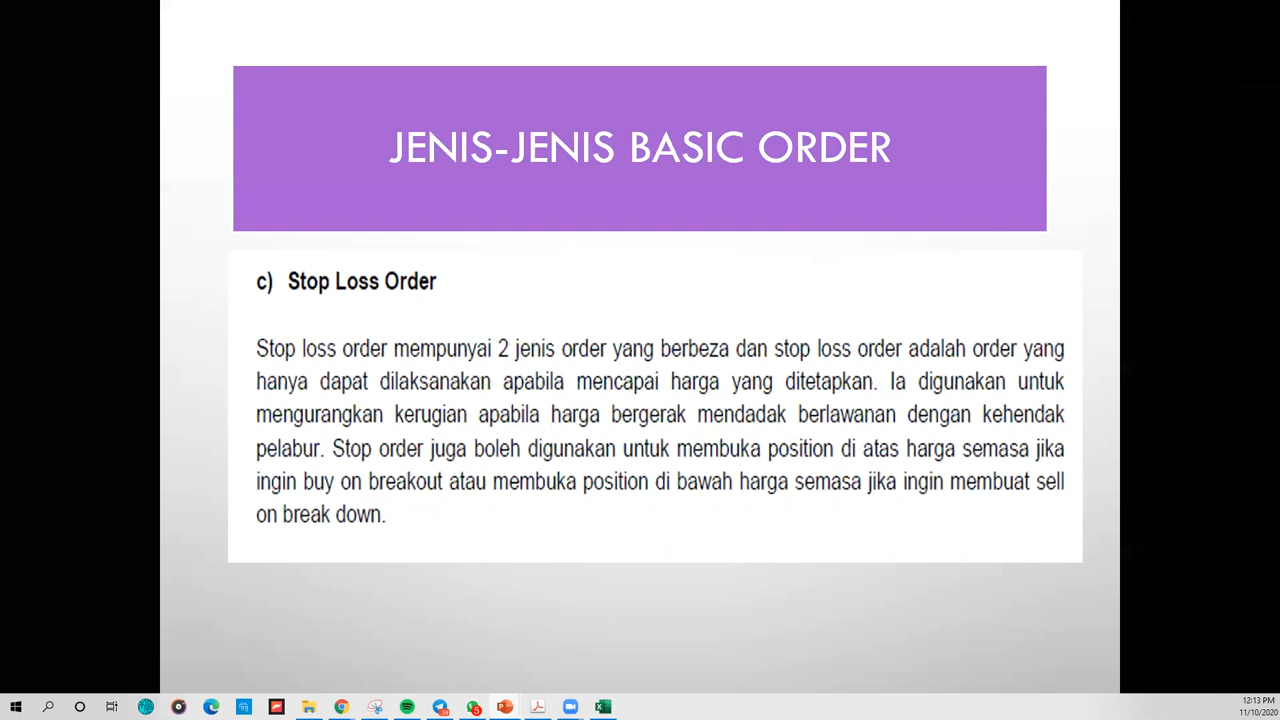 JENIS-JENIS BASIC ORDER
c) Stop Loss Order
Stop loss order mempunyai 2 jenis order yang berbeza dan stop loss order adalah order yang
hanya dapat dilaksanakan apabila mencapai harga yang ditetapkan. Ia digunakan untuk
mengurangkan kerugian apabila harga bergerak mendadak berlawanan dengan kehendak
pelabur. Stop order juga boleh digunakan untuk membuka position di atas harga semasa jika
ingin buy on breakout atau membuka position di bawah harga semasa jika ingin membuat sell
on break down.
12:13 PM
11/10/2020